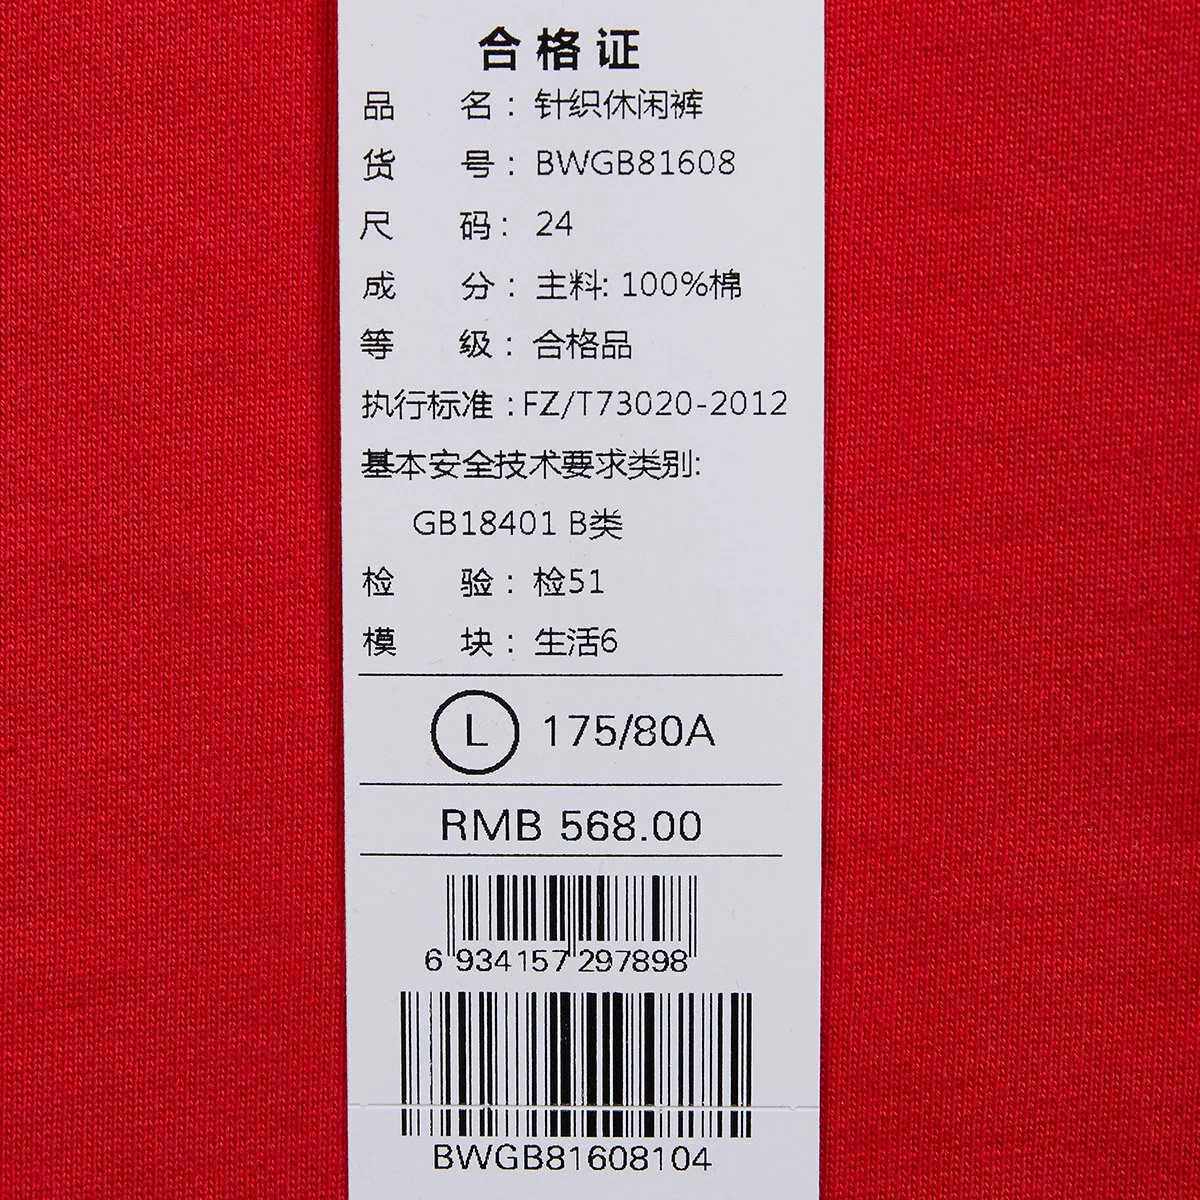 合格证
品 名：针织休闲裤
货 号：BWGB81608
尺 码：24
成 分：主料: 100%棉
等 级：合格品
执行标准:FZ/T73020-2012
基本安全技术要求类别:
GB18401 B类
检 验：检51
模 块：生活6
L 175/80A
RMB 568.00
6 934157 297898
BWGB81608104